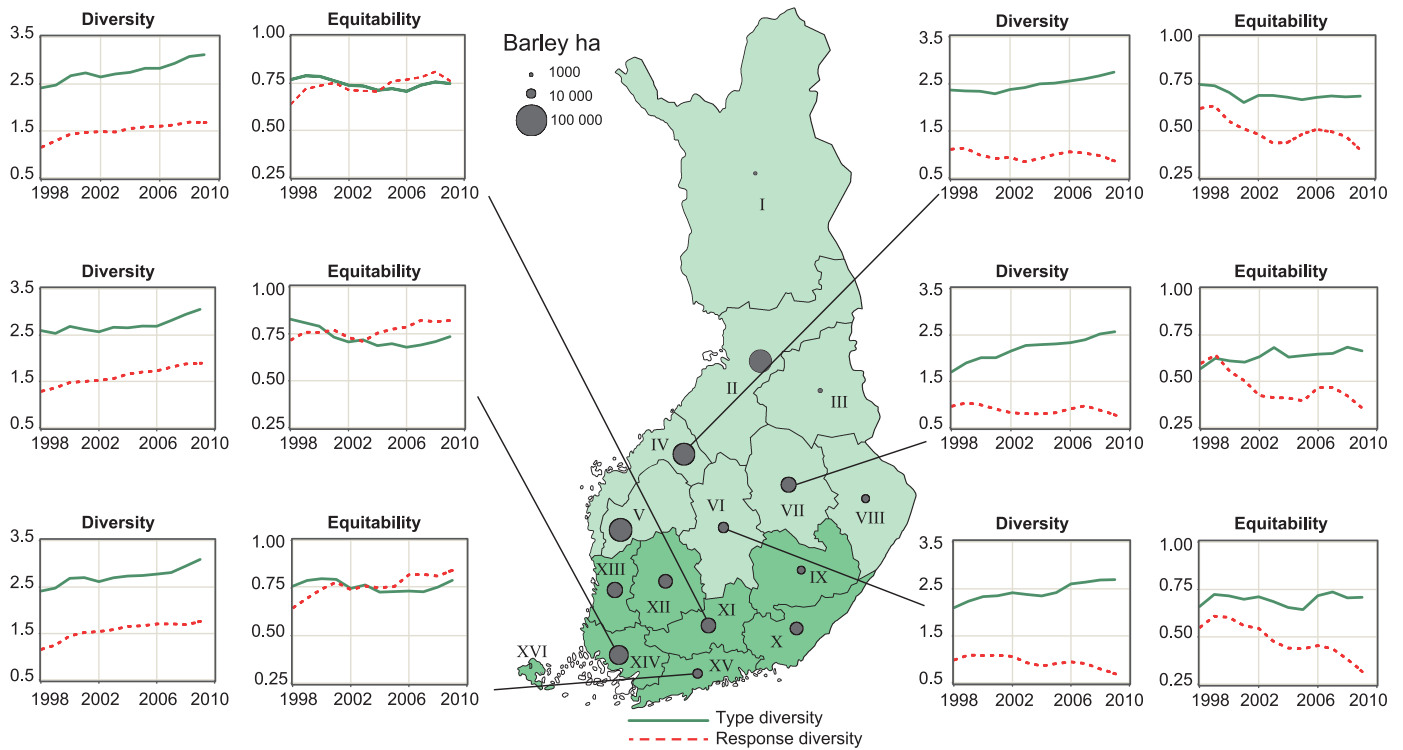 Diversity
3.5
2.5
1.5
0.5
1998 2002 2006 2010
Equitability
1.00
0.75
0.50
0.25
1998 2002 2006 2010
Diversity
3.5
2.5
1.5
0.5
1998 2002 2006 2010
Equitability
1.00
0.75
0.50
0.25
1998 2002 2006 2010
Diversity
3.5
2.5
1.5
0.5
1998 2002 2006 2010
Equitability
1.00
0.75
0.50
0.25
1998 2002 2006 2010
Barley ha
1000
10 000
100 000
I
II
III
IV
V
VI
VII
VIII
IX
XIII
XII
XI
X
XVI
XIV
XV
Type diversity
Response diversity
Diversity
3.5
2.5
1.5
0.5
1998 2002 2006 2010
Equitability
1.00
0.75
0.50
0.25
1998 2002 2006 2010
Diversity
3.5
2.5
1.5
0.5
1998 2002 2006 2010
Equitability
1.00
0.75
0.50
0.25
1998 2002 2006 2010
Diversity
3.5
2.5
1.5
0.5
1998 2002 2006 2010
Equitability
1.00
0.75
0.50
0.25
1998 2002 2006 2010